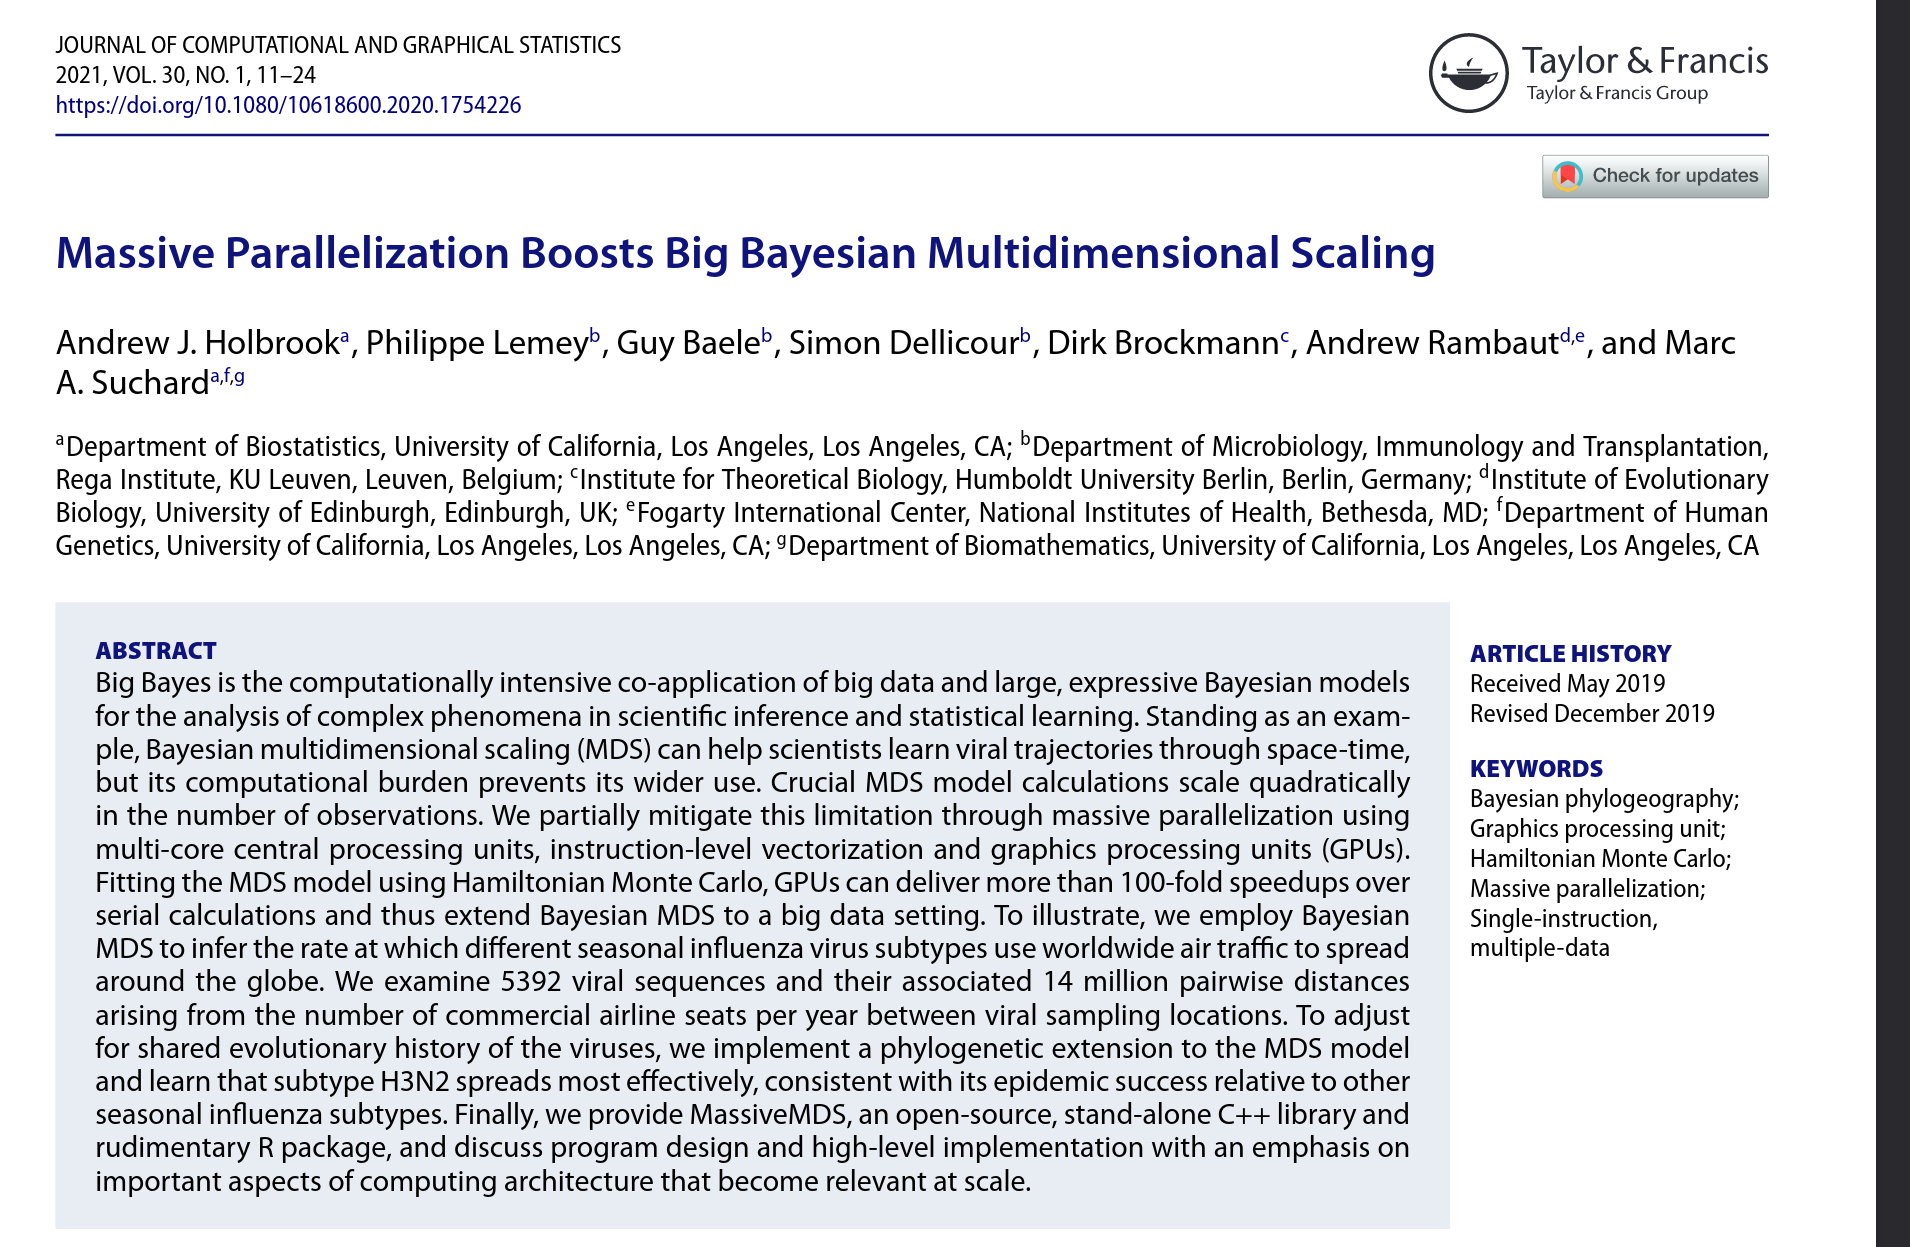 JOURNAL OF COMPUTATIONAL AND GRAPHICAL STATISTICS
2021, VOL. 30, NO. 1, 11–24
https://doi.org/10.1080/10618600.2020.1754226
Taylor & Francis
Taylor & Francis Group
Check for updates
Massive Parallelization Boosts Big Bayesian Multidimensional Scaling
Andrew J. Holbrookᵃ, Philippe Lemeyᵇ, Guy Baeleᵇ, Simon Dellicourᵇ, Dirk Brockmannᶜ, Andrew Rambautᵈ,ᵉ, and Marc
A. Suchardᵃ,ᶠ,ᵍ
ᵃDepartment of Biostatistics, University of California, Los Angeles, Los Angeles, CA; ᵇDepartment of Microbiology, Immunology and Transplantation,
Rega Institute, KU Leuven, Leuven, Belgium; ᶜInstitute for Theoretical Biology, Humboldt University Berlin, Berlin, Germany; ᵈInstitute of Evolutionary
Biology, University of Edinburgh, Edinburgh, UK; ᵉFogarty International Center, National Institutes of Health, Bethesda, MD; ᶠDepartment of Human
Genetics, University of California, Los Angeles, Los Angeles, CA; ᵍDepartment of Biomathematics, University of California, Los Angeles, Los Angeles, CA
ABSTRACT
Big Bayes is the computationally intensive co-application of big data and large, expressive Bayesian models
for the analysis of complex phenomena in scientific inference and statistical learning. Standing as an exam-
ple, Bayesian multidimensional scaling (MDS) can help scientists learn viral trajectories through space-time,
but its computational burden prevents its wider use. Crucial MDS model calculations scale quadratically
in the number of observations. We partially mitigate this limitation through massive parallelization using
multi-core central processing units, instruction-level vectorization and graphics processing units (GPUs).
Fitting the MDS model using Hamiltonian Monte Carlo, GPUs can deliver more than 100-fold speedups over
serial calculations and thus extend Bayesian MDS to a big data setting. To illustrate, we employ Bayesian
MDS to infer the rate at which different seasonal influenza virus subtypes use worldwide air traffic to spread
around the globe. We examine 5392 viral sequences and their associated 14 million pairwise distances
arising from the number of commercial airline seats per year between viral sampling locations. To adjust
for shared evolutionary history of the viruses, we implement a phylogenetic extension to the MDS model
and learn that subtype H3N2 spreads most effectively, consistent with its epidemic success relative to other
seasonal influenza subtypes. Finally, we provide MassiveMDS, an open-source, stand-alone C++ library and
rudimentary R package, and discuss program design and high-level implementation with an emphasis on
important aspects of computing architecture that become relevant at scale.
ARTICLE HISTORY
Received May 2019
Revised December 2019
KEYWORDS
Bayesian phylogeography;
Graphics processing unit;
Hamiltonian Monte Carlo;
Massive parallelization;
Single-instruction,
multiple-data